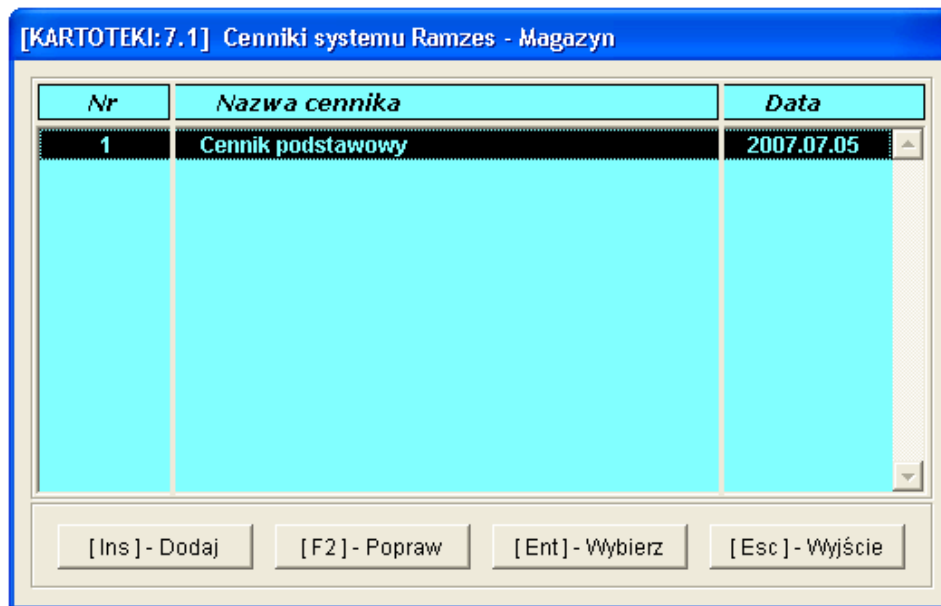 [KARTOTEKI:7.1] Cenniki systemu Ramzes - Magazyn
Nr Nazwa cennika Data
1 Cennik podstawowy 2007.07.05
[Ins]- Dodaj [F2]- Popraw [Ent]- Wybierz [Esc]- Wyjście